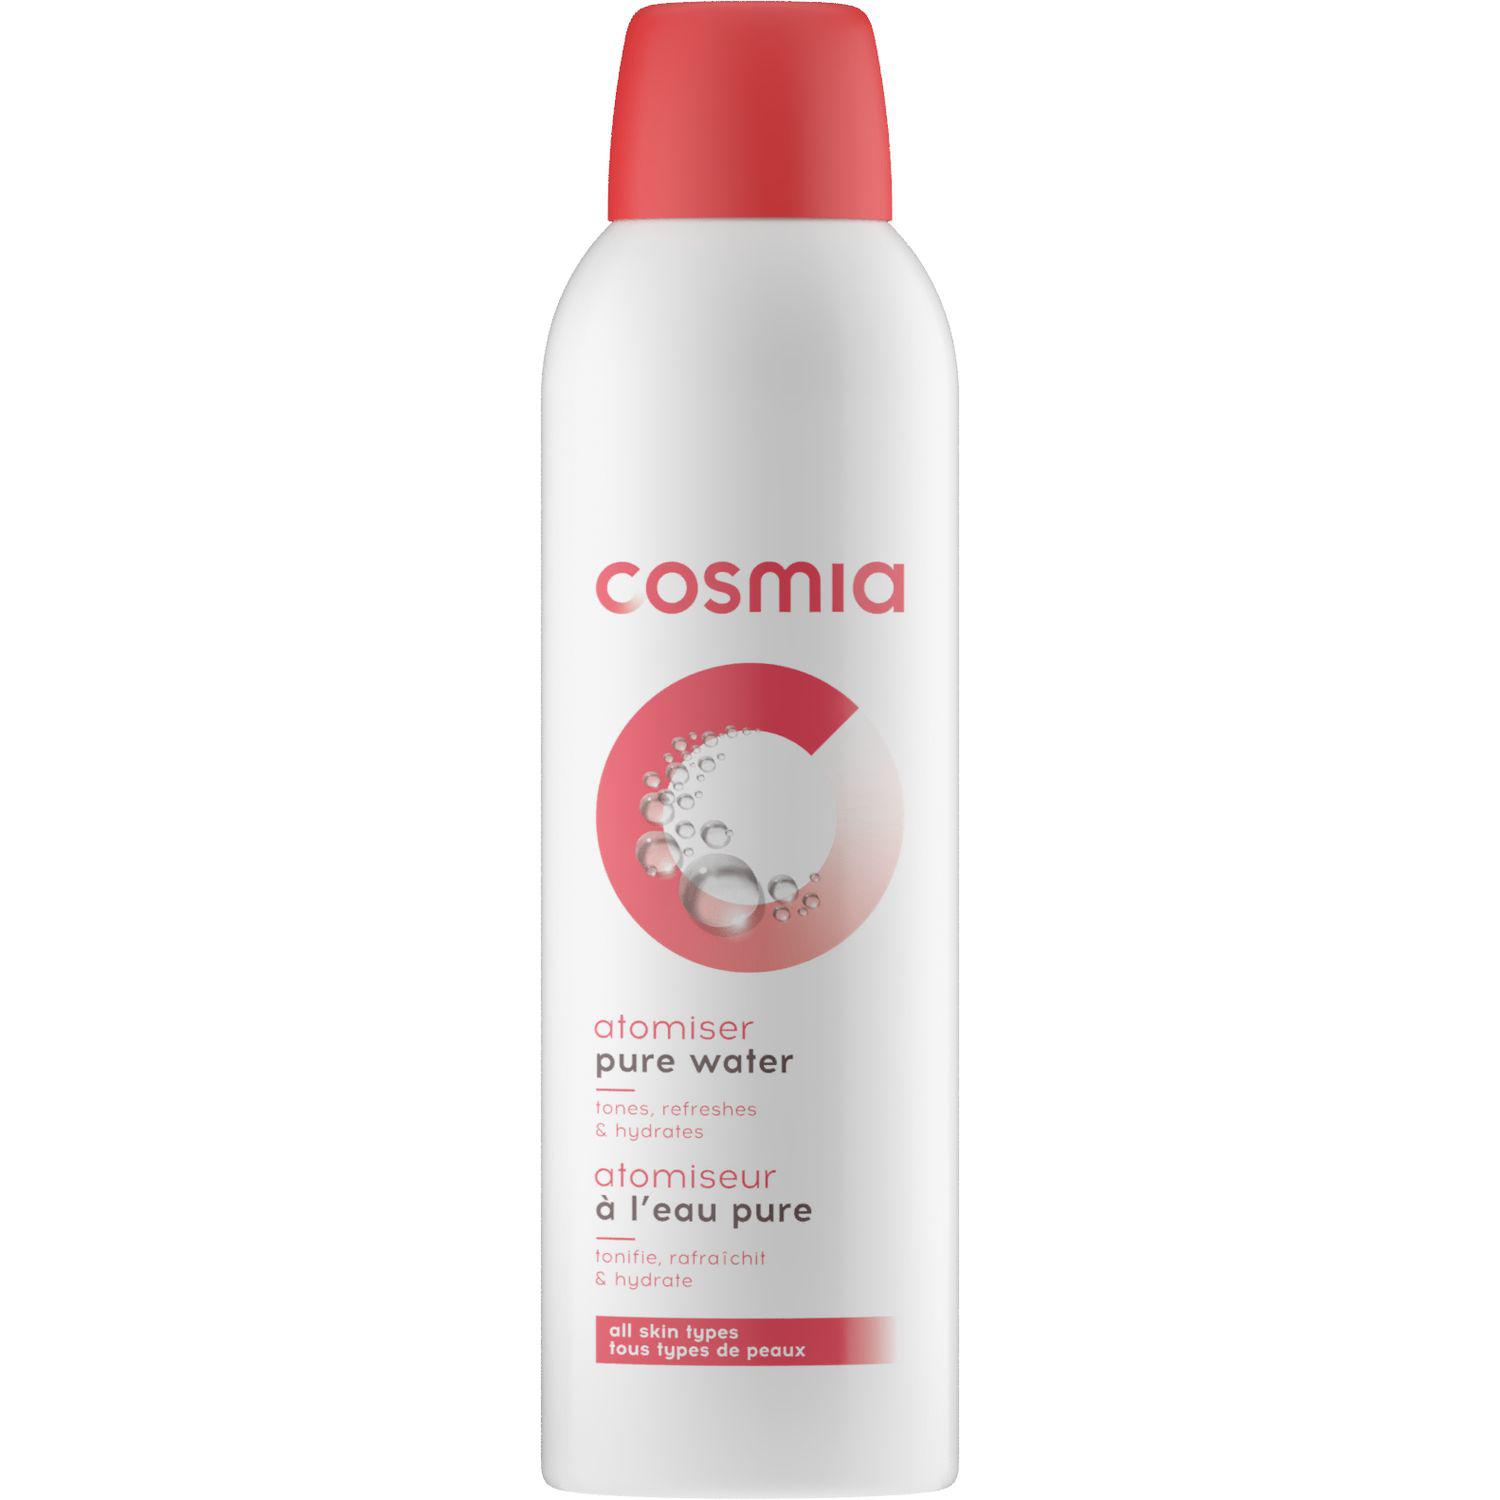 cosmia
atomiser
pure water
tones, refreshes
& hydrates
atomiseur
à l'eau pure
tonifie, rafraîchit
& hydrate
all skin types
tous types de peaux